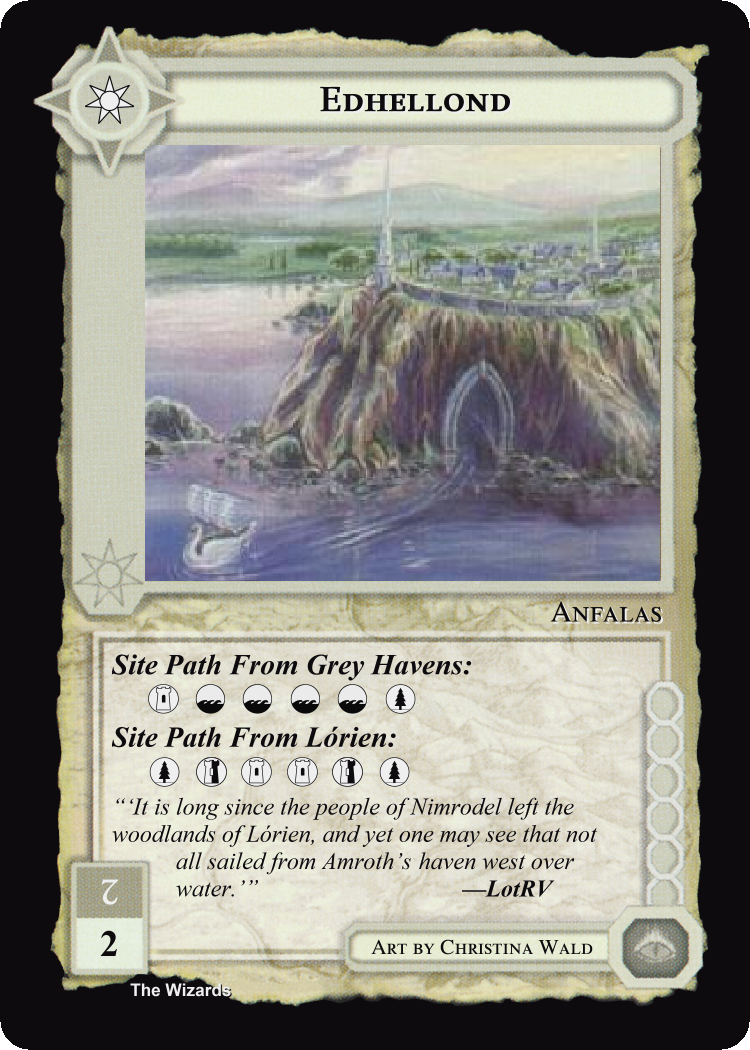 Edhellond
Anfalas
Site Path From Grey Havens:
Site Path From Lórien:
“‘It is long since the people of Nimrodel left the
woodlands of Lórien, and yet one may see that not
all sailed from Amroth’s haven west over
water.’” —LotRV
2
2
Art by Christina Wald
The Wizards